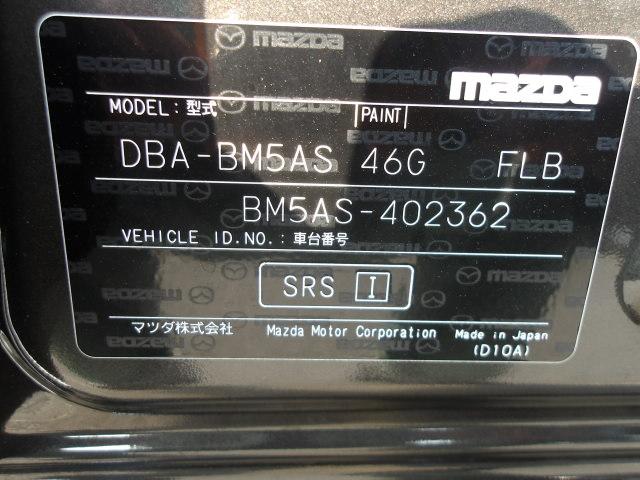 mazda
MODEL : 型式 PAINT
DBA-BM5AS 46G FLB
BM5AS-402362
VEHICLE ID.NO. : 車台番号
SRS I
マツダ株式会社 Mazda Motor Corporation Made in Japan
(D10A)